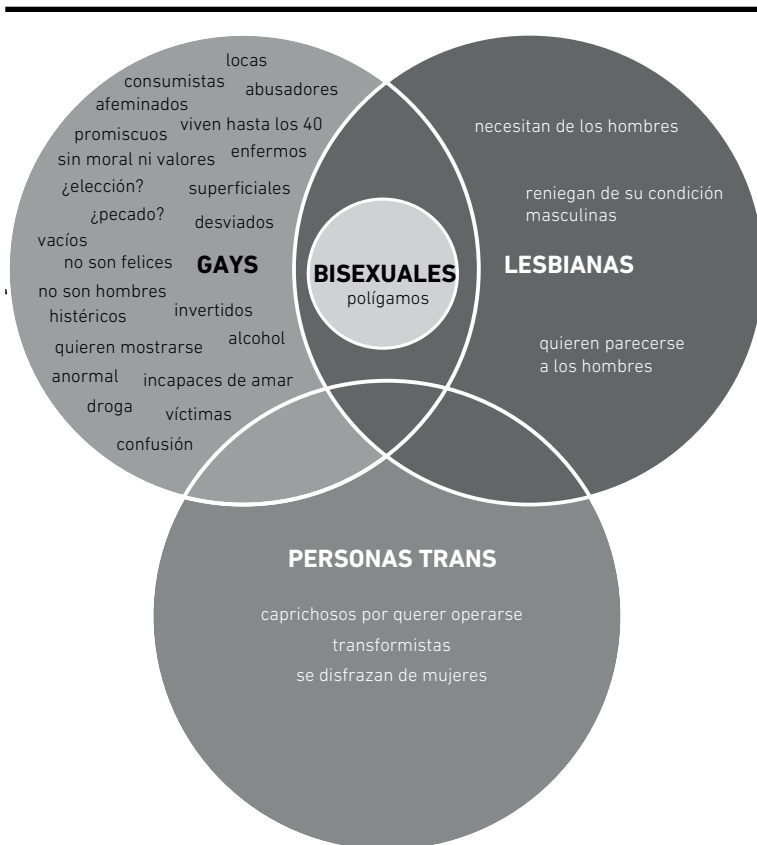 locas
consumistas
abusadores
afeminados
viven hasta los 40
promiscuos
enfermos
sin moral ni valores
¿elección?
superficiales
¿pecado?
desviados
vacíos
no son felices
GAYS
no son hombres
invertidos
histéricos
alcohol
quieren mostrarse
anormal
incapaces de amar
droga
víctimas
confusión
BISEXUALES
polígamos
necesitan de los hombres
reniegan de su condición
masculinas
LESBIANAS
quieren parecerse
a los hombres
PERSONAS TRANS
caprichosos por querer operarse
transformistas
se disfrazan de mujeres